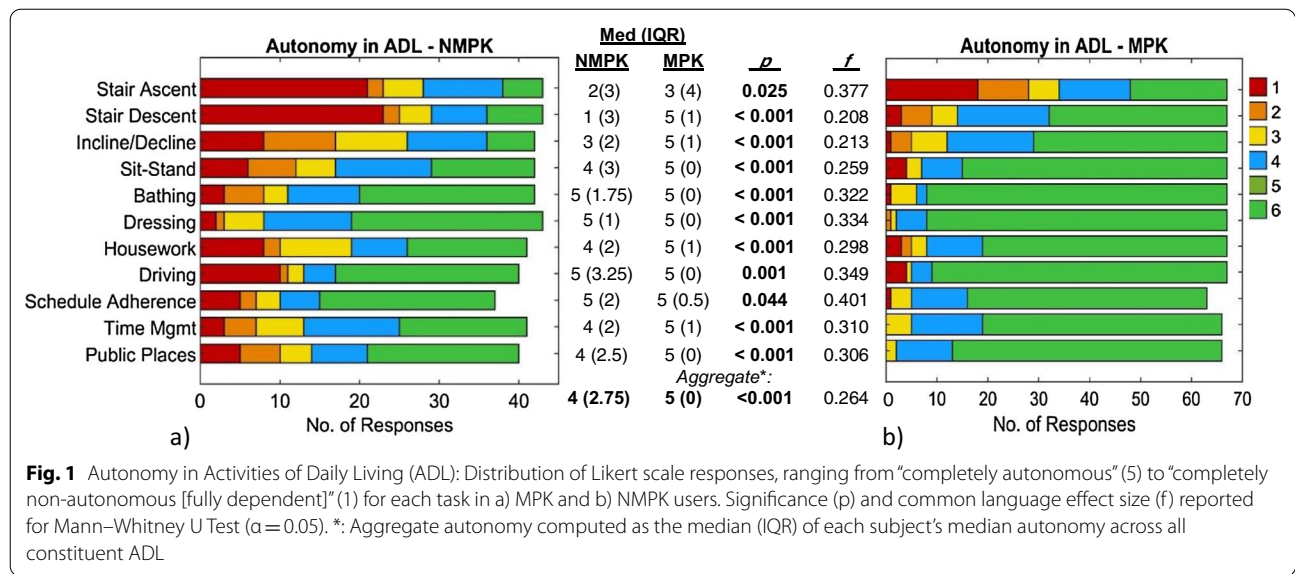 Autonomy in ADL - NMPK
Med (IQR)
NMPK MPK p f
Autonomy in ADL - MPK
Stair Ascent 2(3) 3 (4) 0.025 0.377
Stair Descent 1 (3) 5 (1) < 0.001 0.208
Incline/Decline 3 (2) 5 (1) < 0.001 0.213
Sit-Stand 4 (3) 5 (0) < 0.001 0.259
Bathing 5 (1.75) 5 (0) < 0.001 0.322
Dressing 5 (1) 5 (0) < 0.001 0.334
Housework 4 (2) 5 (1) < 0.001 0.298
Driving 5 (3.25) 5 (0) 0.001 0.349
Schedule Adherence 5 (2) 5 (0.5) 0.044 0.401
Time Mgmt 4 (2) 5 (1) < 0.001 0.310
Public Places 4 (2.5) 5 (0) < 0.001 0.306
Aggregate*:
4 (2.75) 5 (0) <0.001 0.264
1
2
3
4
5
6
0 10 20 30 40
No. of Responses
a)
0 10 20 30 40 50 60 70
No. of Responses
b)
Fig. 1 Autonomy in Activities of Daily Living (ADL): Distribution of Likert scale responses, ranging from “completely autonomous” (5) to “completely
non-autonomous [fully dependent]” (1) for each task in a) MPK and b) NMPK users. Significance (p) and common language effect size (f) reported
for Mann–Whitney U Test (α = 0.05). *: Aggregate autonomy computed as the median (IQR) of each subject’s median autonomy across all
constituent ADL